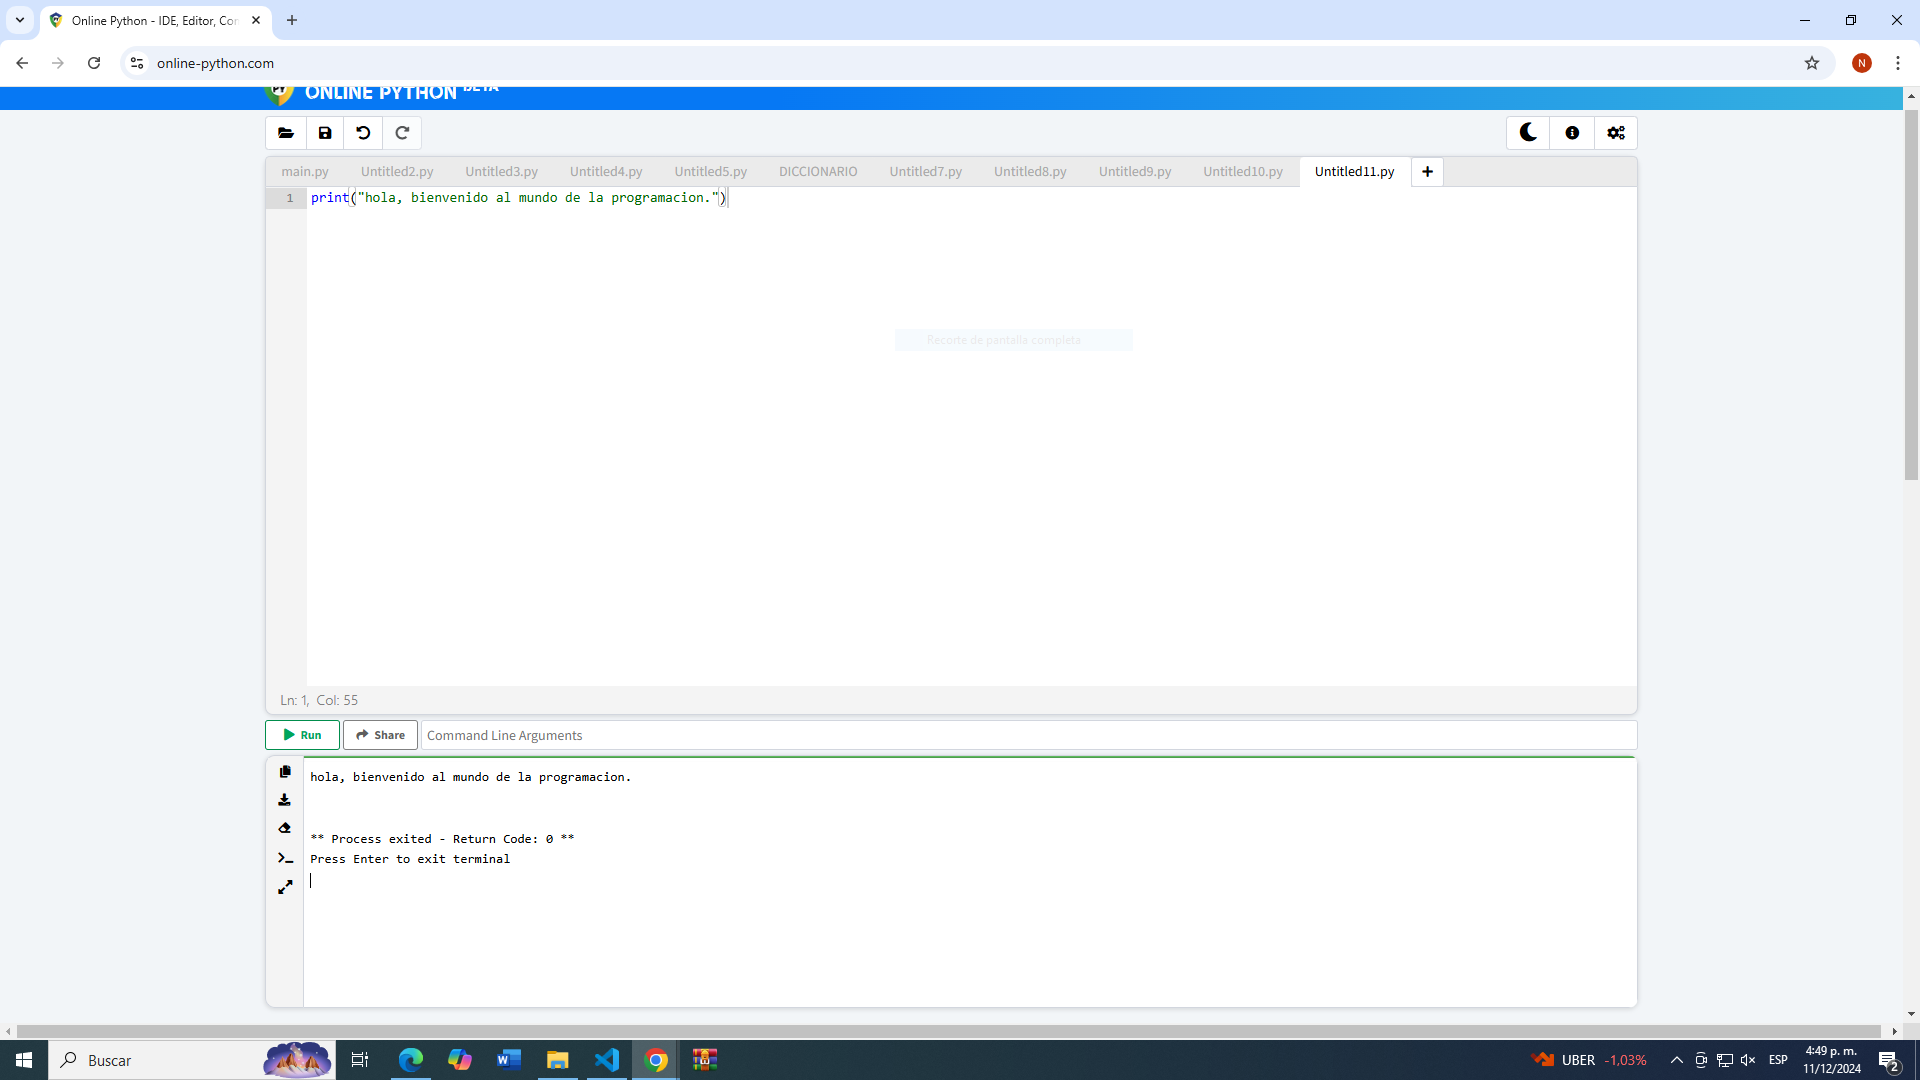 Online Python - IDE, Editor, Con
online-python.com
N
ONLINE PYTHON BETA
main.py Untitled2.py Untitled3.py Untitled4.py Untitled5.py DICCIONARIO Untitled7.py Untitled8.py Untitled9.py Untitled10.py Untitled11.py +
1 print("hola, bienvenido al mundo de la programacion.")
Recorte de pantalla completa
Ln: 1, Col: 55
Run Share Command Line Arguments
hola, bienvenido al mundo de la programacion.
** Process exited - Return Code: 0 **
Press Enter to exit terminal
Buscar
UBER -1,03%
ESP
4:49 p. m.
11/12/2024
2